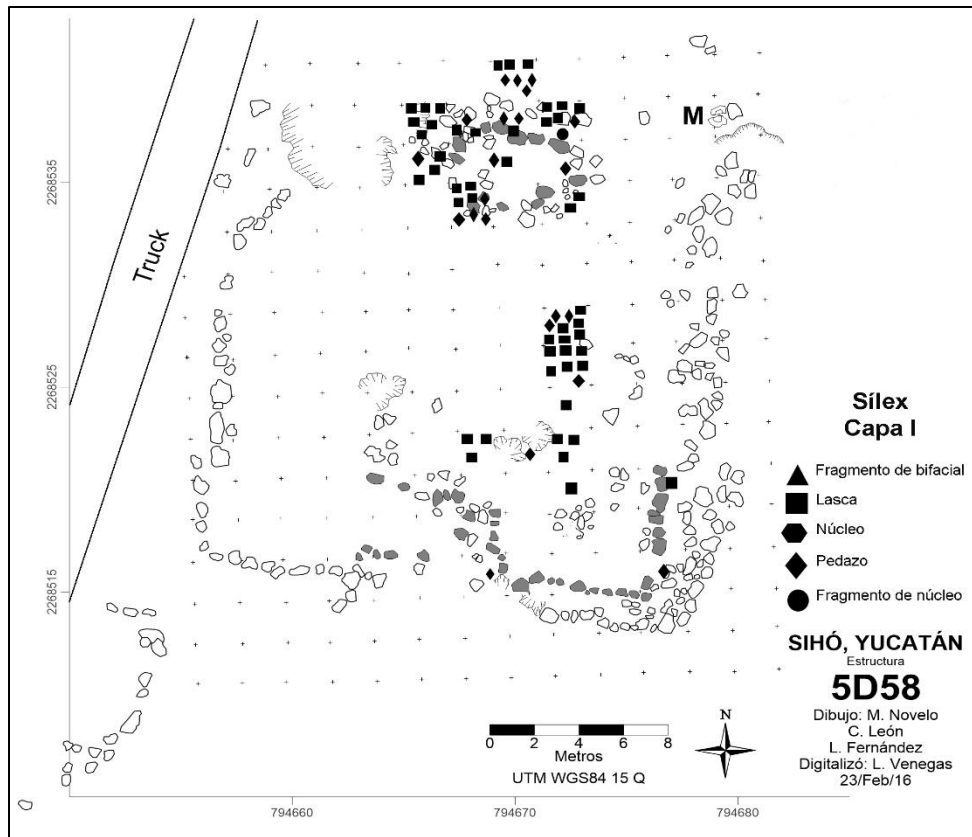 Truck
M
2268535
2268525
2268515
Sílex
Capa I
Fragmento de bifacial
Lasca
Núcleo
Pedazo
Fragmento de núcleo
SIHÓ, YUCATÁN
Estructura
5D58
Dibujo: M. Novelo
C. León
L. Fernández
Digitalizó: L. Venegas
23/Feb/16
N
0 2 4 6 8
Metros
UTM WGS84 15 Q
794660 794670 794680